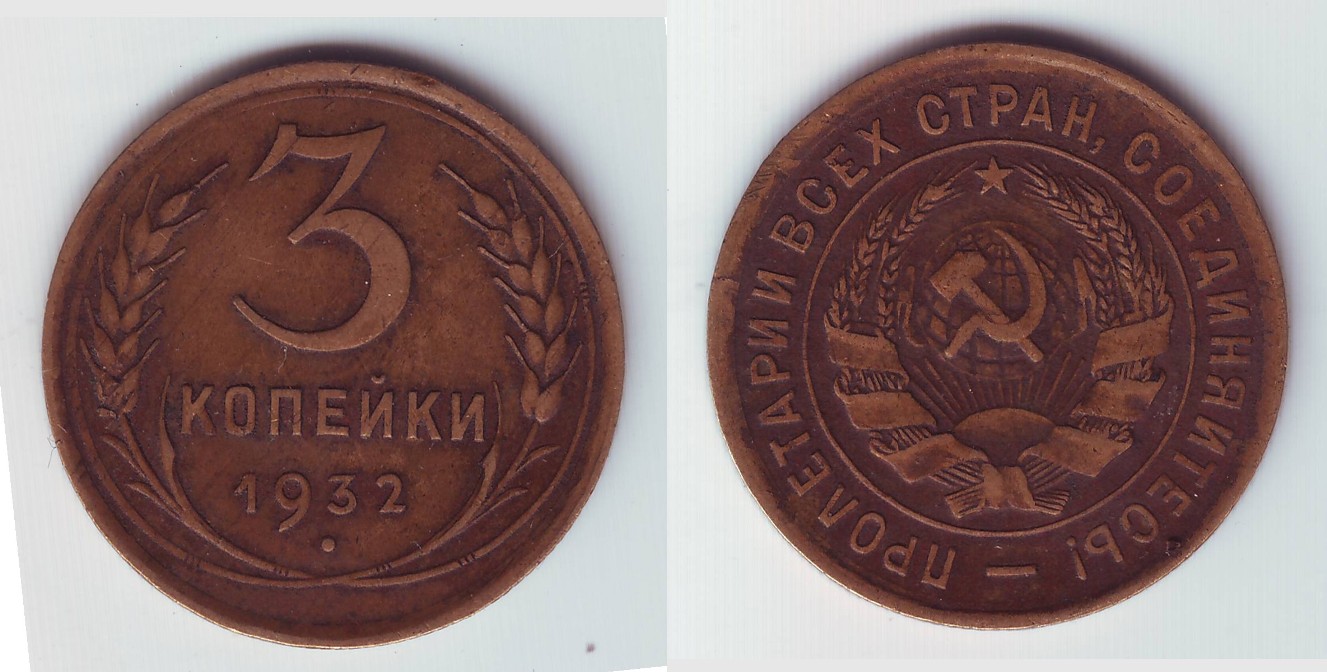 3
КОПЕЙКИ
1932
ПРОЛЕТАРИИ ВСЕХ СТРАН, СОЕДИНЯЙТЕСЬ! —